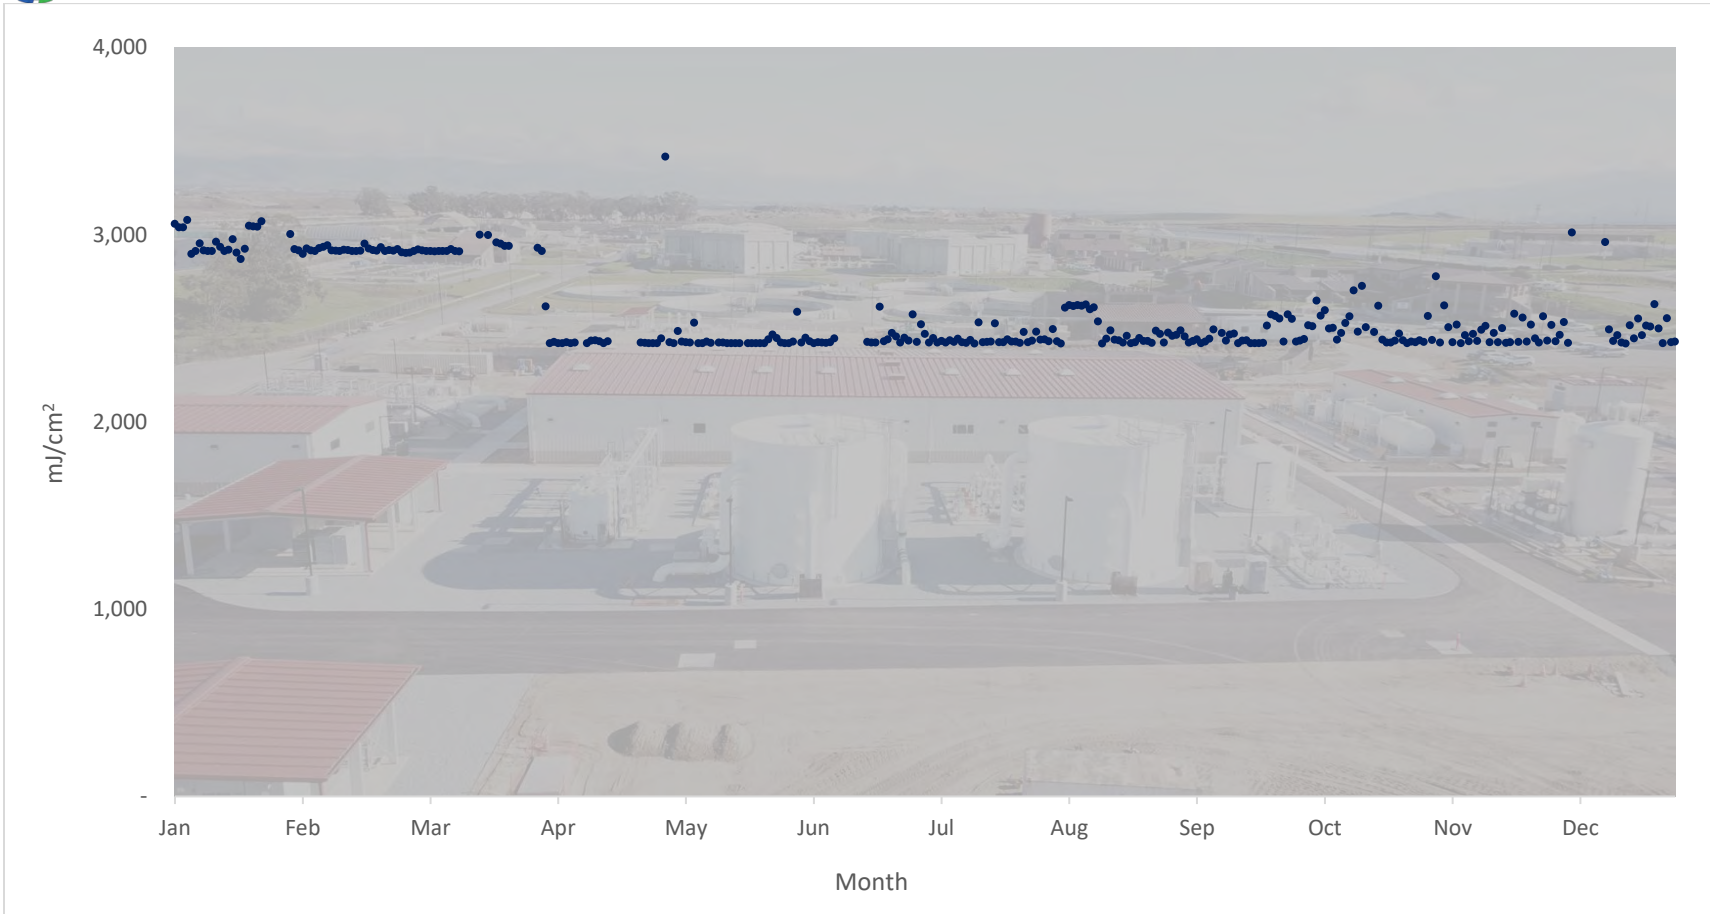 4,000
3,000
2,000
1,000
-
mJ/cm²
Jan Feb Mar Apr May Jun Jul Aug Sep Oct Nov Dec
Month